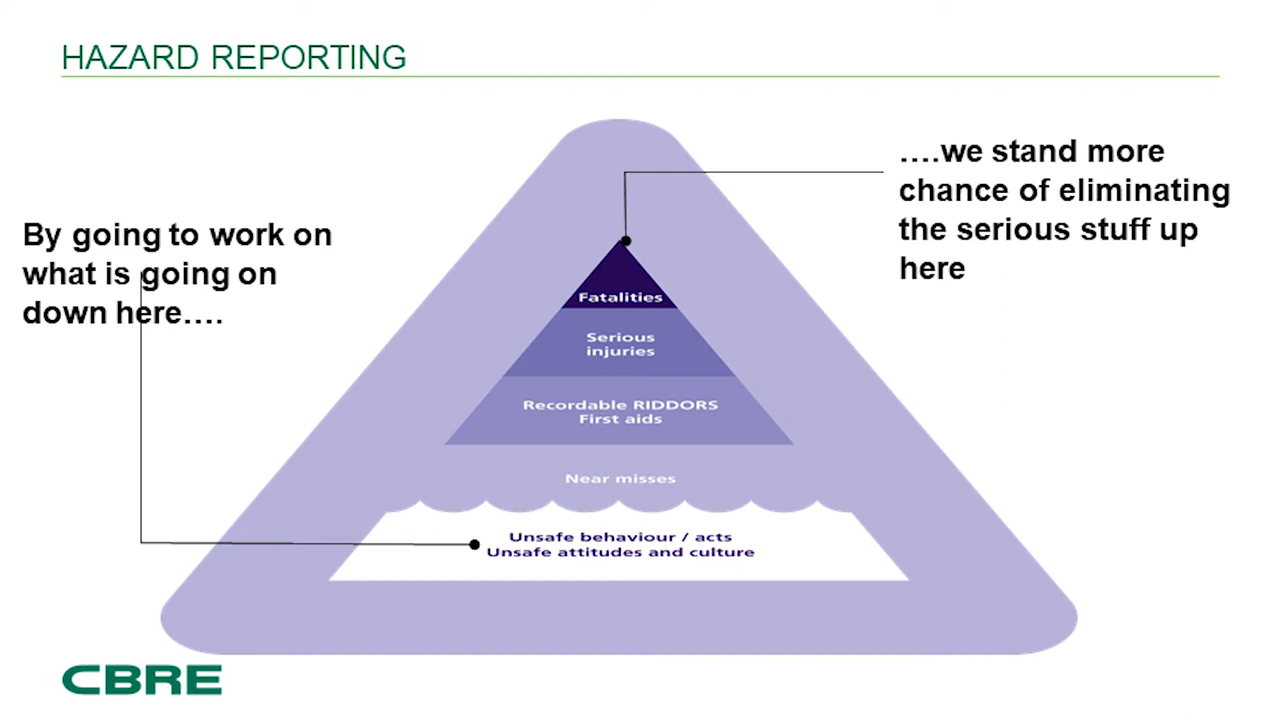 HAZARD REPORTING
….we stand more
chance of eliminating
the serious stuff up
here
By going to work on
what is going on
down here….
Fatalities
Serious
injuries
Recordable RIDDORS
First aids
Near misses
Unsafe behaviour / acts
Unsafe attitudes and culture
CBRE